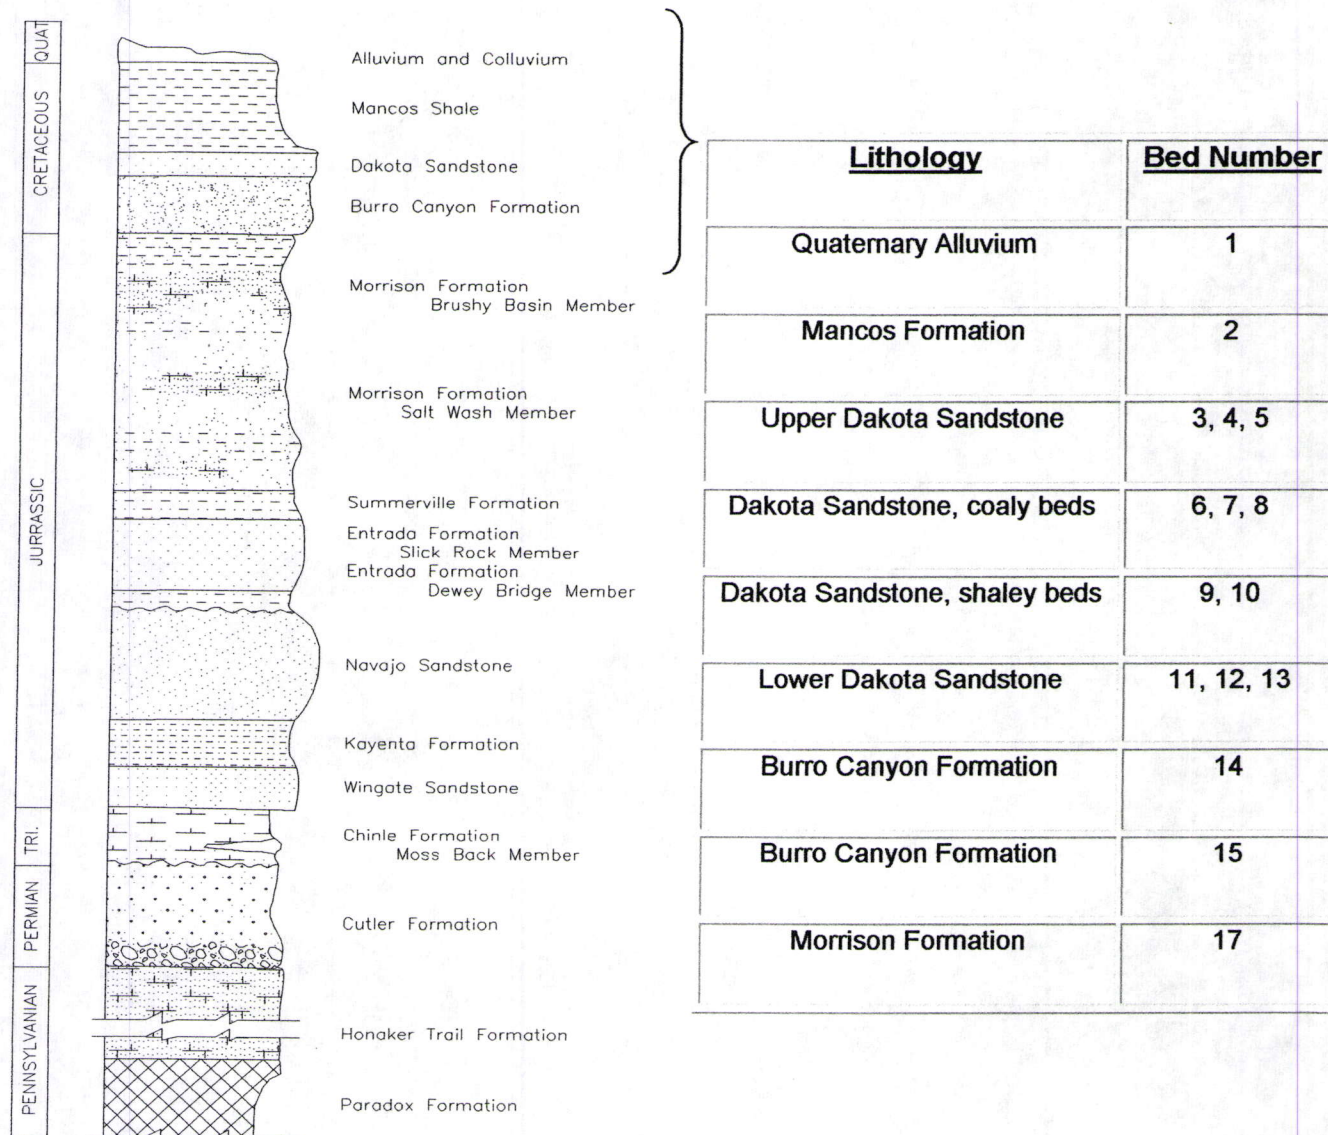 QUAT
CRETACEOUS
JURRASSIC
TRI.
PERMIAN
PENNSYLVANIAN
Alluvium and Colluvium
Mancos Shale
Dakota Sandstone
Burro Canyon Formation
Morrison Formation
Brushy Basin Member
Morrison Formation
Salt Wash Member
Summerville Formation
Entrada Formation
Slick Rock Member
Entrada Formation
Dewey Bridge Member
Navajo Sandstone
Kayenta Formation
Wingate Sandstone
Chinle Formation
Moss Back Member
Cutler Formation
Honaker Trail Formation
Paradox Formation
Lithology Bed Number
Quaternary Alluvium 1
Mancos Formation 2
Upper Dakota Sandstone 3, 4, 5
Dakota Sandstone, coaly beds 6, 7, 8
Dakota Sandstone, shaley beds 9, 10
Lower Dakota Sandstone 11, 12, 13
Burro Canyon Formation 14
Burro Canyon Formation 15
Morrison Formation 17